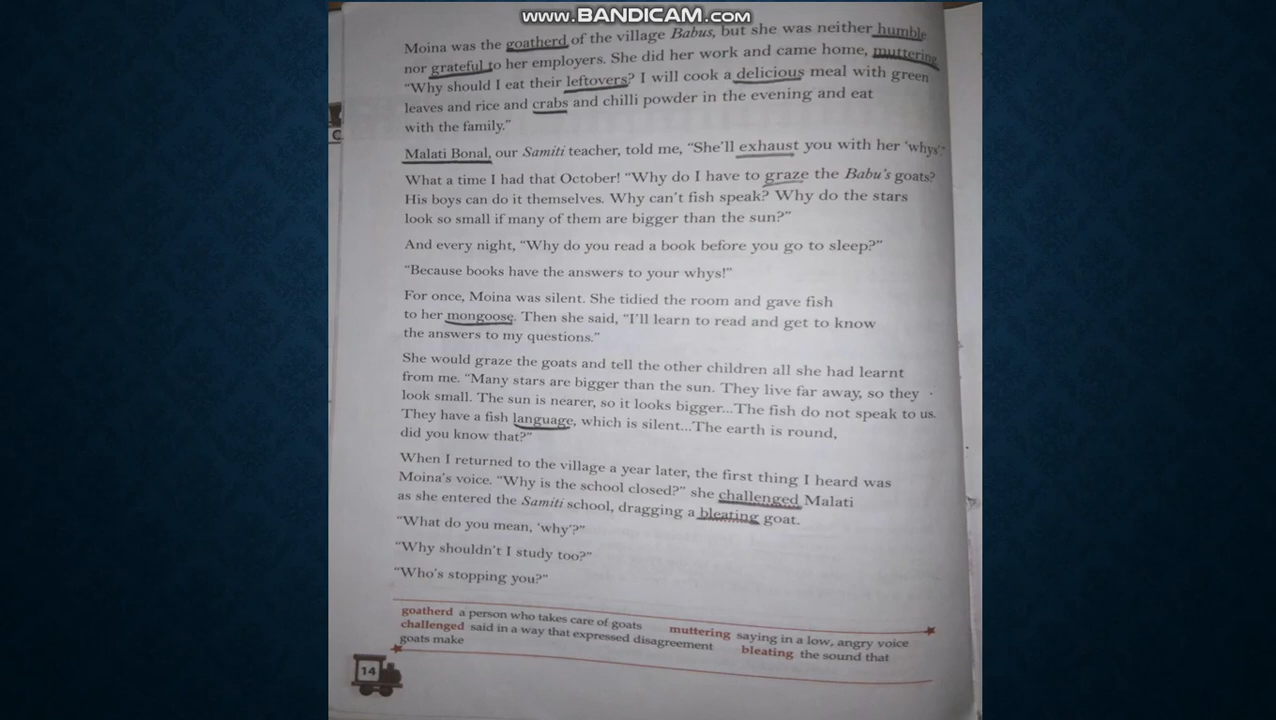 www.BANDICAM.com
Moina was the goatherd of the village Babus, but she was neither humble
nor grateful to her employers. She did her work and came home, muttering,
“Why should I eat their leftovers? I will cook a delicious meal with green
leaves and rice and crabs and chilli powder in the evening and eat
with the family.”
Malati Bonal, our Samiti teacher, told me, “She’ll exhaust you with her ‘whys’.”
What a time I had that October! “Why do I have to graze the Babu’s goats?
His boys can do it themselves. Why can’t fish speak? Why do the stars
look so small if many of them are bigger than the sun?”
And every night, “Why do you read a book before you go to sleep?”
“Because books have the answers to your whys!”
For once, Moina was silent. She tidied the room and gave fish
to her mongoose. Then she said, “I’ll learn to read and get to know
the answers to my questions.”
She would graze the goats and tell the other children all she had learnt
from me. “Many stars are bigger than the sun. They live far away, so they
look small. The sun is nearer, so it looks bigger...The fish do not speak to us.
They have a fish language, which is silent...The earth is round,
did you know that?”
When I returned to the village a year later, the first thing I heard was
Moina’s voice. “Why is the school closed?” she challenged Malati
as she entered the Samiti school, dragging a bleating goat.
“What do you mean, ‘why’?”
“Why shouldn’t I study too?”
“Who’s stopping you?”
goatherd a person who takes care of goats muttering saying in a low, angry voice
challenged said in a way that expressed disagreement bleating the sound that
goats make
14